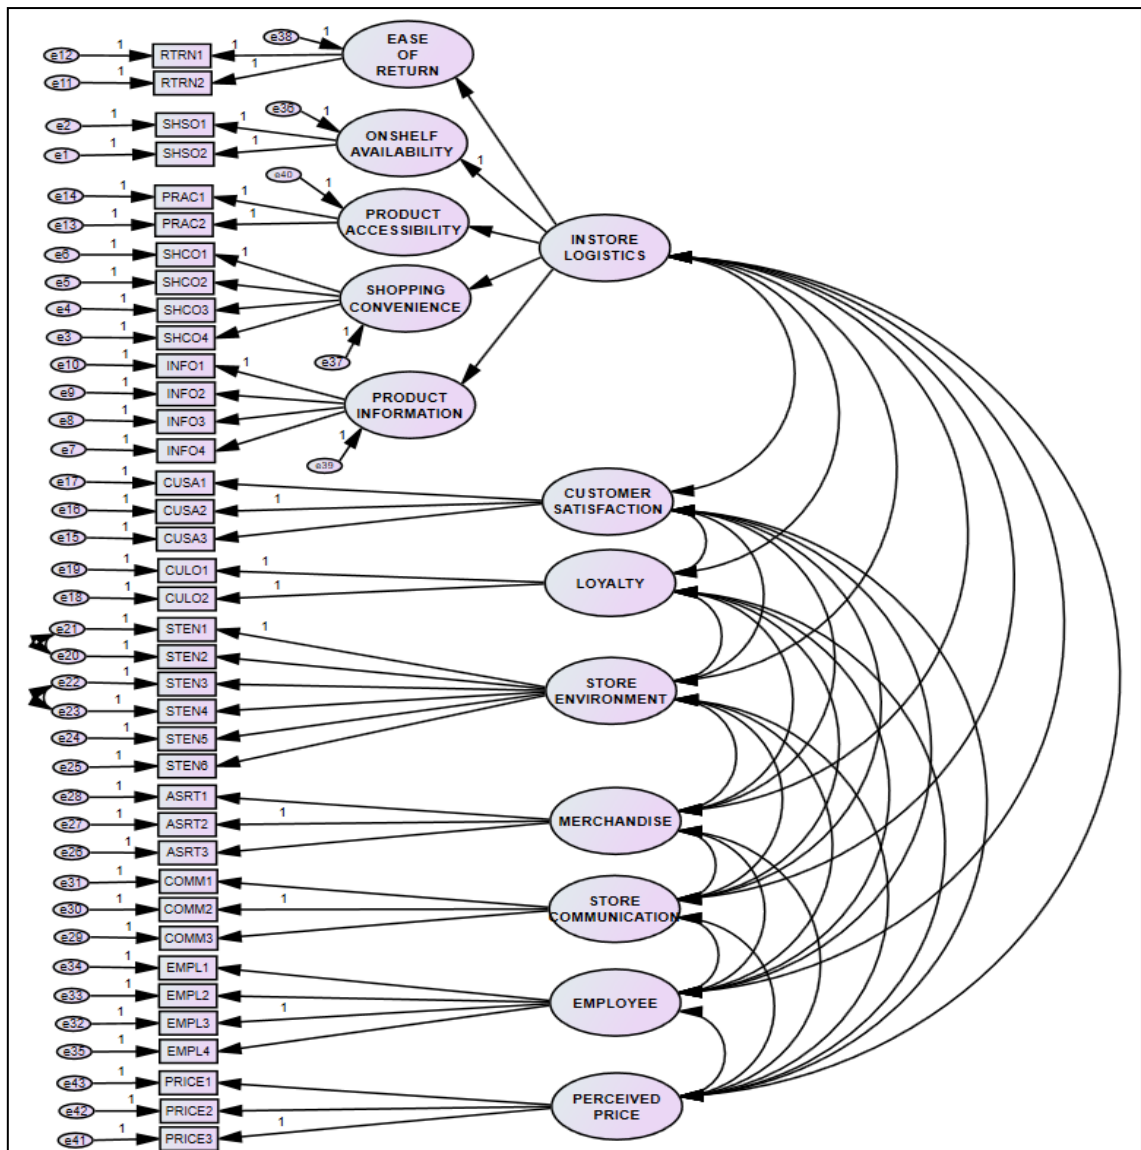 e38
EASE
OF
RETURN
e12 1 RTRN1 1 1
e11 1 RTRN2 1
e36
ONSHELF
AVAILABILITY
e2 1 SHSO1 1 1
e1 1 SHSO2 1
e40
PRODUCT
ACCESSIBILITY
e14 1 PRAC1 1 1
e13 1 PRAC2 1
INSTORE
LOGISTICS
e6 1 SHCO1 1
e5 1 SHCO2
e4 1 SHCO3
e3 1 SHCO4
SHOPPING
CONVENIENCE
1
e37
e10 1 INFO1 1
e9 1 INFO2
e8 1 INFO3
e7 1 INFO4
PRODUCT
INFORMATION
1
e39
e17 1 CUSA1
e16 1 CUSA2 1
e15 1 CUSA3
CUSTOMER
SATISFACTION
e19 1 CULO1 1
e18 1 CULO2 1
LOYALTY
e21 1 STEN1 1
e20 1 STEN2
e22 1 STEN3
e23 1 STEN4
e24 1 STEN5
e25 1 STEN6
STORE
ENVIRONMENT
e28 1 ASRT1
e27 1 ASRT2 1
e26 1 ASRT3
MERCHANDISE
e31 1 COMM1
e30 1 COMM2 1
e29 1 COMM3
STORE
COMMUNICATION
e34 1 EMPL1
e33 1 EMPL2
e32 1 EMPL3 1
e35 1 EMPL4
EMPLOYEE
e43 1 PRICE1
e42 1 PRICE2
e41 1 PRICE3 1
PERCEIVED
PRICE